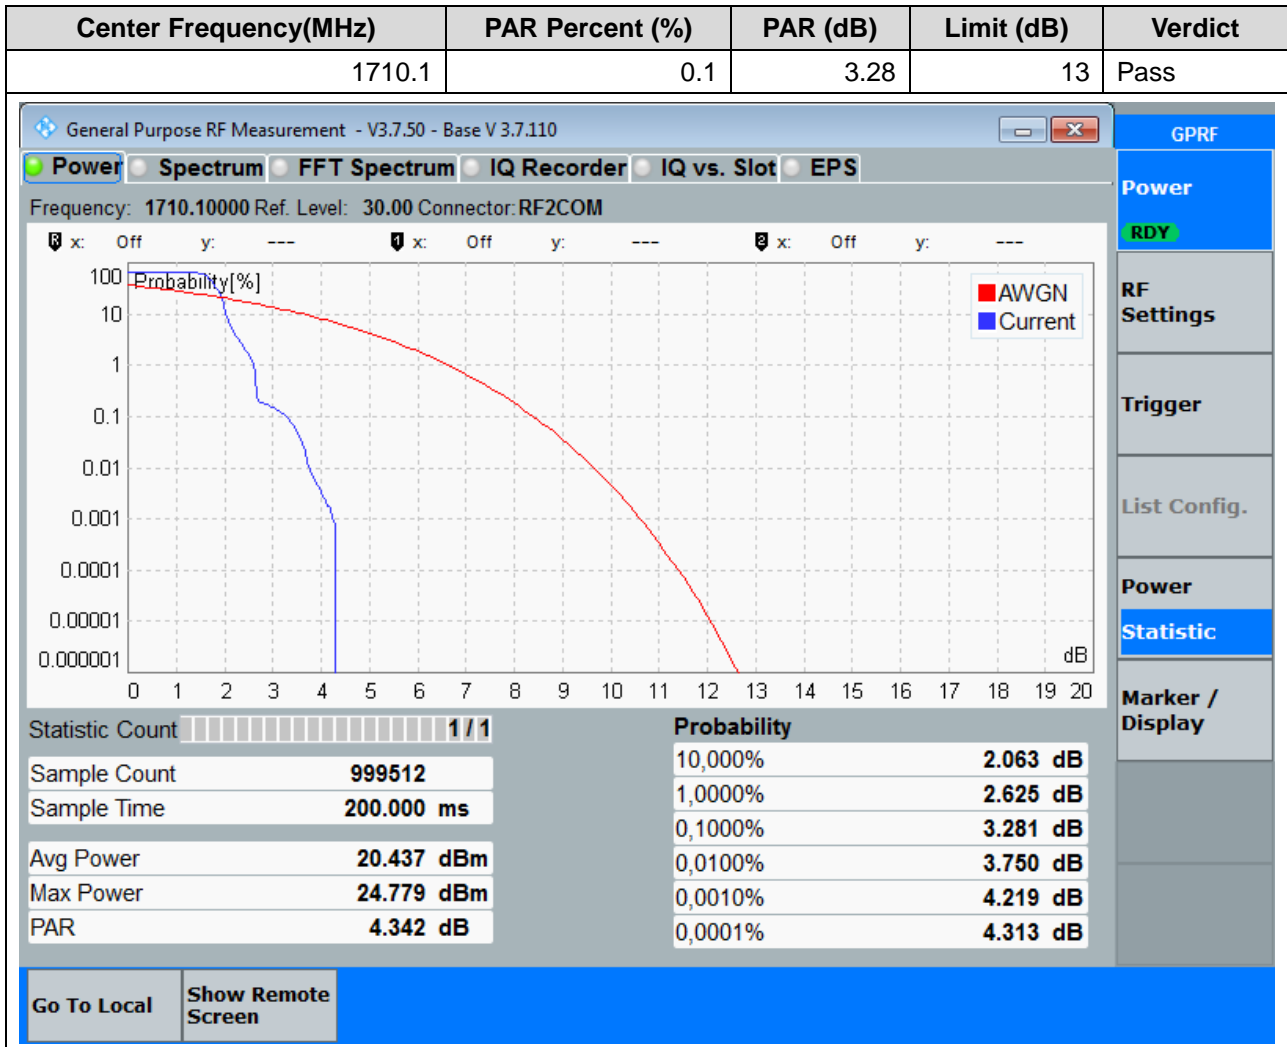 Center Frequency(MHz) PAR Percent (%) PAR (dB) Limit (dB) Verdict
1710.1 0.1 3.28 13 Pass
General Purpose RF Measurement - V3.7.50 - Base V 3.7.110
GPRF
Power Spectrum FFT Spectrum IQ Recorder IQ vs. Slot EPS
Frequency: 1710.10000 Ref. Level: 30.00 Connector: RF2COM
R x: Off y: --- 1 x: Off y: --- 2 x: Off y: ---
Probability[%]
AWGN
Current
100
10
1
0.1
0.01
0.001
0.0001
0.00001
0.000001
dB
0 1 2 3 4 5 6 7 8 9 10 11 12 13 14 15 16 17 18 19 20
Statistic Count 1 / 1
Sample Count 999512
Sample Time 200.000 ms
Avg Power 20.437 dBm
Max Power 24.779 dBm
PAR 4.342 dB
Probability
10,000% 2.063 dB
1,0000% 2.625 dB
0,1000% 3.281 dB
0,0100% 3.750 dB
0,0010% 4.219 dB
0,0001% 4.313 dB
Power
RDY
RF
Settings
Trigger
List Config.
Power
Statistic
Marker /
Display
Go To Local
Show Remote
Screen